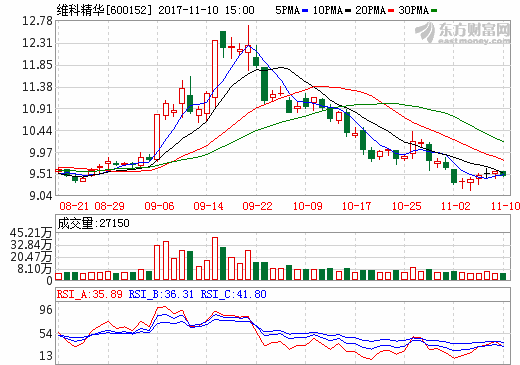 维科精华[600152] 2017-11-10 15:00 5PMA 10PMA 20PMA 30PMA
东方财富网
eastmoney.com
12.78
12.31
11.85
11.38
10.91
10.44
9.97
9.51
9.04
08-21 08-29 09-06 09-14 09-22 10-09 10-17 10-25 11-02 11-10
成交量:27150
45.21万
32.84万
20.47万
8.10万
0
RSI_A:35.89 RSI_B:36.31 RSI_C:41.80
96
54
13